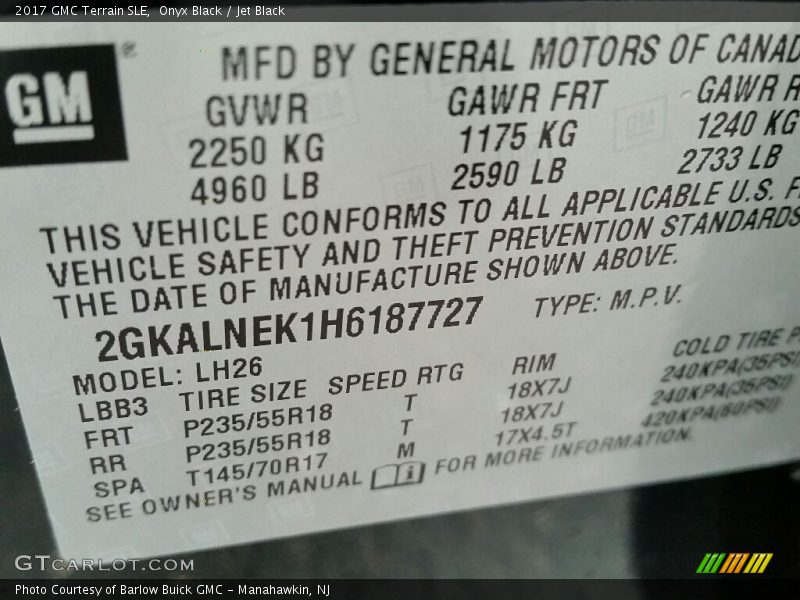 2017 GMC Terrain SLE, Onyx Black / Jet Black
GM
®
MFD BY GENERAL MOTORS OF CANAD
GVWR GAWR FRT GAWR R
2250 KG 1175 KG 1240 KG
4960 LB 2590 LB 2733 LB
THIS VEHICLE CONFORMS TO ALL APPLICABLE U.S. F
VEHICLE SAFETY AND THEFT PREVENTION STANDARDS
THE DATE OF MANUFACTURE SHOWN ABOVE.
2GKALNEK1H6187727 TYPE: M.P.V.
MODEL: LH26
LBB3 TIRE SIZE SPEED RTG RIM COLD TIRE P
FRT P235/55R18 T 18X7J 240KPA(35PSI)
RR P235/55R18 T 18X7J 240KPA(35PSI)
SPA T145/70R17 M 17X4.5T 420KPA(60PSI)
SEE OWNER'S MANUAL i FOR MORE INFORMATION.
GTCARLOT.COM
Photo Courtesy of Barlow Buick GMC - Manahawkin, NJ